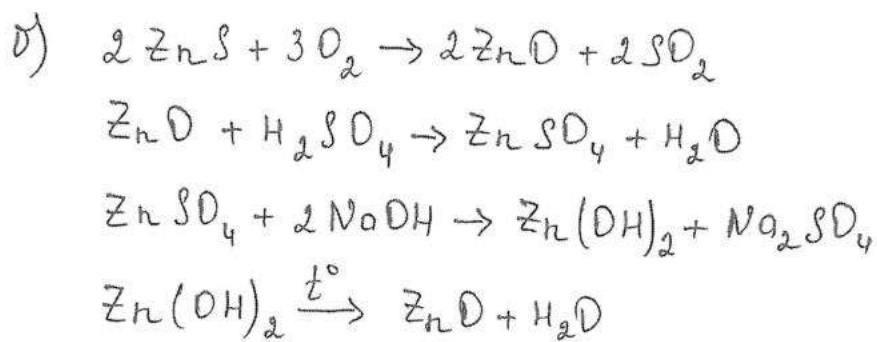 б) 2ZnS + 3O₂ → 2ZnO + 2SO₂
ZnO + H₂SO₄ → ZnSO₄ + H₂O
ZnSO₄ + 2NaOH → Zn(OH)₂ + Na₂SO₄
Zn(OH)₂ –t°→ ZnO + H₂O